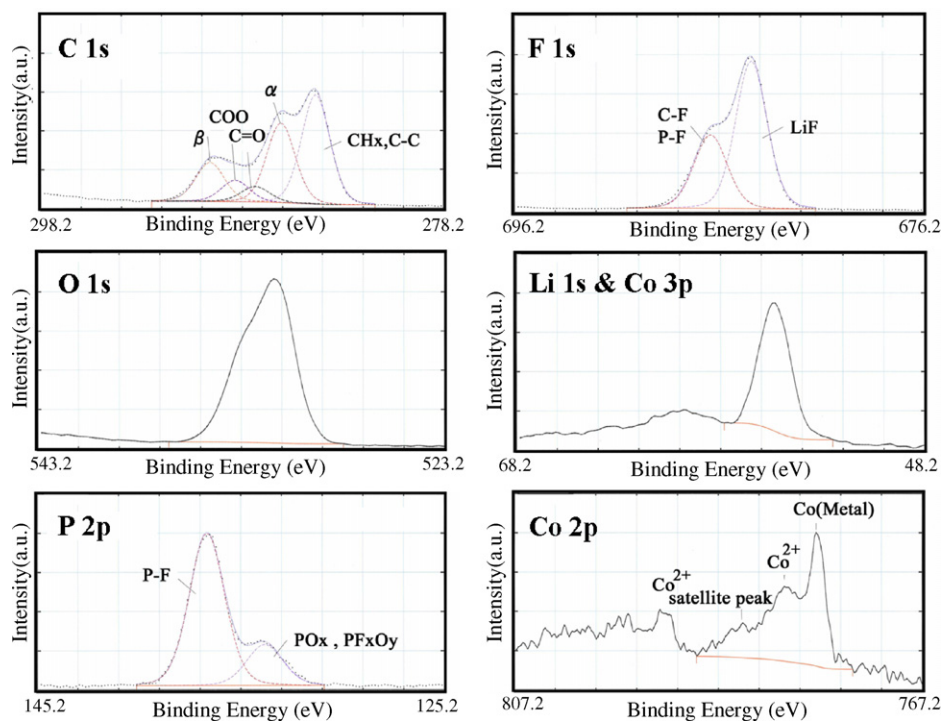 C 1s
Intensity(a.u.)
α
COO
β
C=O
CHx,C-C
298.2
Binding Energy (eV)
278.2
F 1s
Intensity(a.u.)
C-F
P-F
LiF
696.2
Binding Energy (eV)
676.2
O 1s
Intensity(a.u.)
543.2
Binding Energy (eV)
523.2
Li 1s & Co 3p
Intensity(a.u.)
68.2
Binding Energy (eV)
48.2
P 2p
Intensity(a.u.)
P-F
POx , PFxOy
145.2
Binding Energy (eV)
125.2
Co 2p
Intensity(a.u.)
Co(Metal)
Co2+
Co2+
satellite peak
807.2
Binding Energy (eV)
767.2